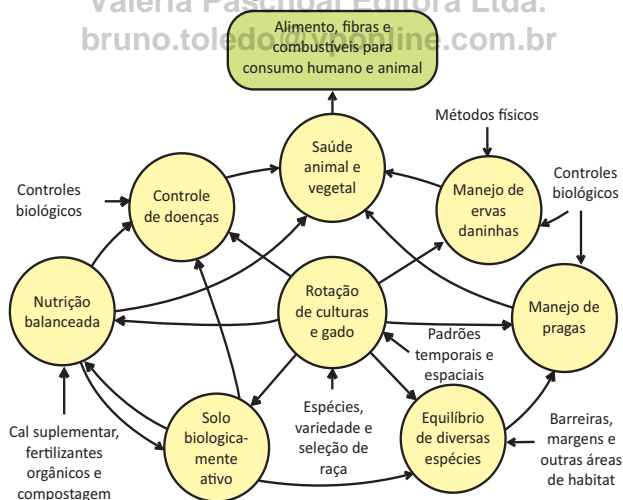 Valéria Paschoal Editora Ltda.
bruno.toledo@vponline.com.br
Alimento, fibras e
combustíveis para
consumo humano e animal
Métodos físicos
Saúde
animal e
vegetal
Controles
biológicos
Controle
de doenças
Manejo de
ervas
daninhas
Controles
biológicos
Nutrição
balanceada
Rotação
de culturas
e gado
Manejo de
pragas
Padrões
temporais e
espaciais
Cal suplementar,
fertilizantes
orgânicos e
compostagem
Solo
biologica-
mente
ativo
Espécies,
variedade e
seleção de
raça
Equilíbrio
de diversas
espécies
Barreiras,
margens e
outras áreas
de habitat